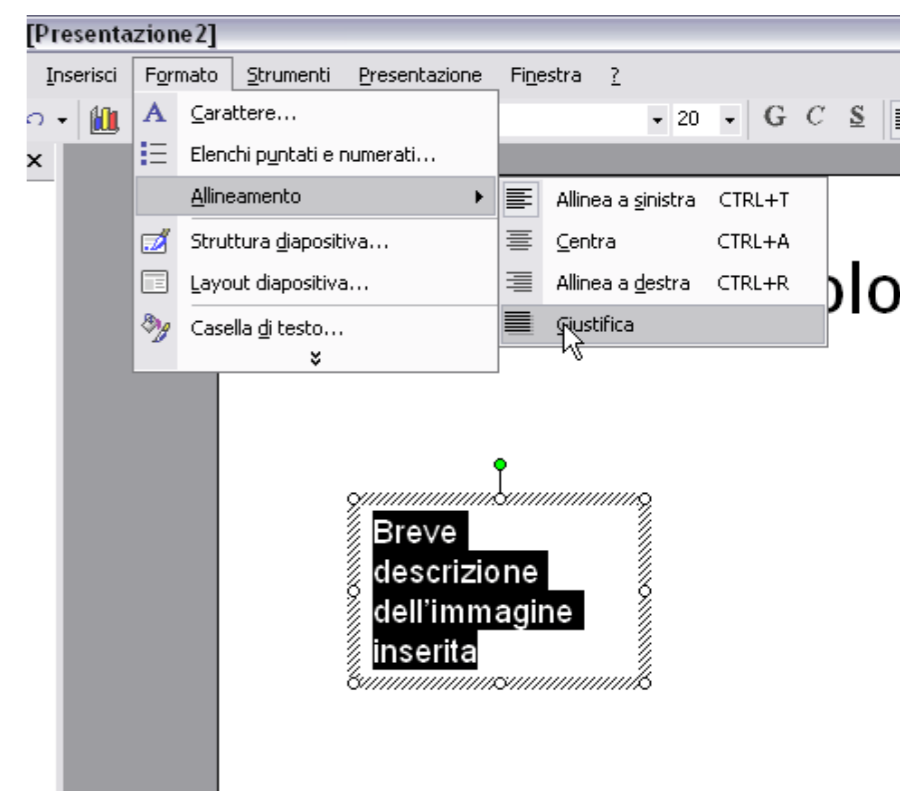 [Presentazione2]
Inserisci Formato Strumenti Presentazione Finestra ?
20 G C S
Carattere...
Elenchi puntati e numerati...
Allineamento
Allinea a sinistra CTRL+T
Struttura diapositiva...
Centra CTRL+A
Layout diapositiva...
Allinea a destra CTRL+R
Casella di testo...
Giustifica
olo
Breve
descrizione
dell'immagine
inserita